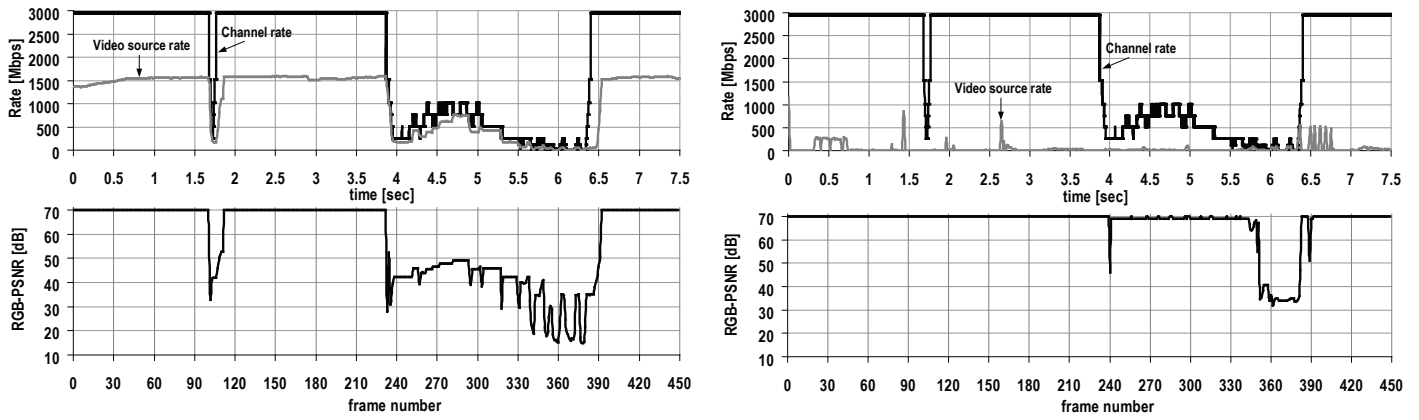 3000
2500
2000
1500
1000
500
0
Rate [Mbps]
Video source rate
Channel rate
0 0.5 1 1.5 2 2.5 3 3.5 4 4.5 5 5.5 6 6.5 7 7.5
time [sec]
70
60
50
40
30
20
10
RGB-PSNR [dB]
0 30 60 90 120 150 180 210 240 270 300 330 360 390 420 450
frame number
3000
2500
2000
1500
1000
500
0
Rate [Mbps]
Channel rate
Video source rate
0 0.5 1 1.5 2 2.5 3 3.5 4 4.5 5 5.5 6 6.5 7 7.5
time [sec]
70
60
50
40
30
20
10
RGB-PSNR [dB]
0 30 60 90 120 150 180 210 240 270 300 330 360 390 420 450
frame number